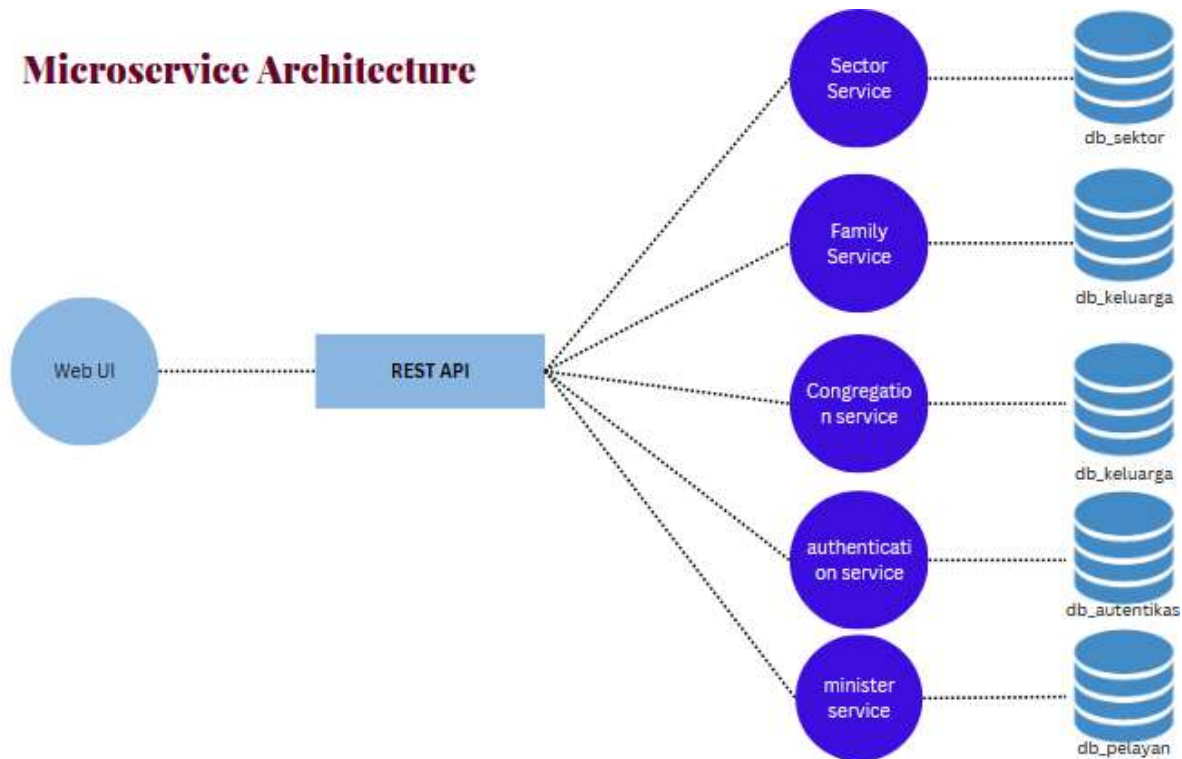 Microservice Architecture
Sector
Service
db_sektor
Family
Service
db_keluarga
Web UI
REST API
Congregatio
n service
db_keluarga
authenticati
on service
db_autentikas
minister
service
db_pelayan